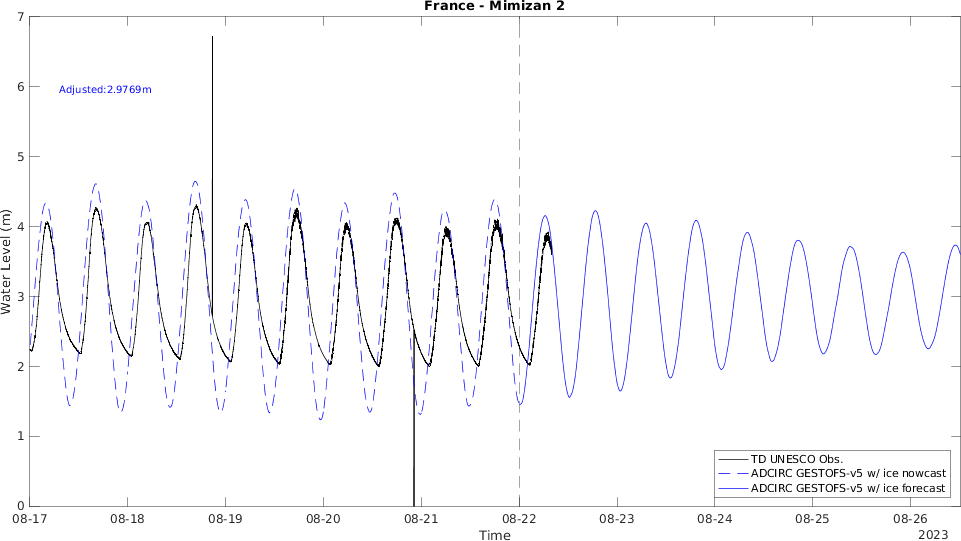 France - Mimizan 2
7
6
5
4
3
2
1
0
Water Level (m)
Adjusted:2.9769m
TD UNESCO Obs.
ADCIRC GESTOFS-v5 w/ ice nowcast
ADCIRC GESTOFS-v5 w/ ice forecast
08-17 08-18 08-19 08-20 08-21 08-22 08-23 08-24 08-25 08-26
Time
2023